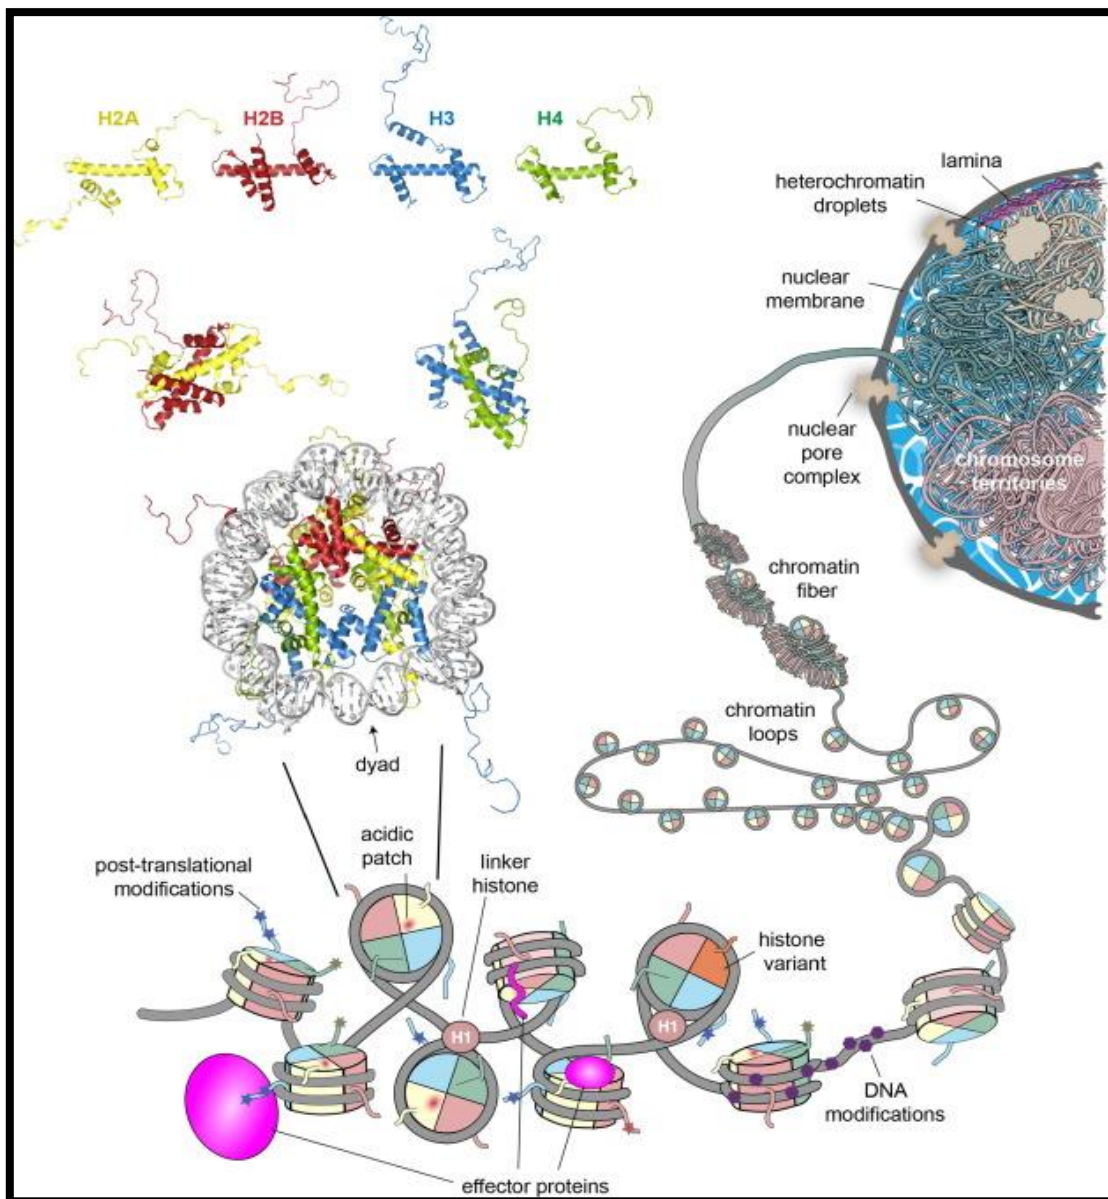 H2A
H2B
H3
H4
lamina
heterochromatin
droplets
nuclear
membrane
nuclear
pore
complex
chromosome
territories
chromatin
fiber
chromatin
loops
dyad
acidic
patch
linker
histone
post-translational
modifications
histone
variant
H1
H1
DNA
modifications
effector proteins